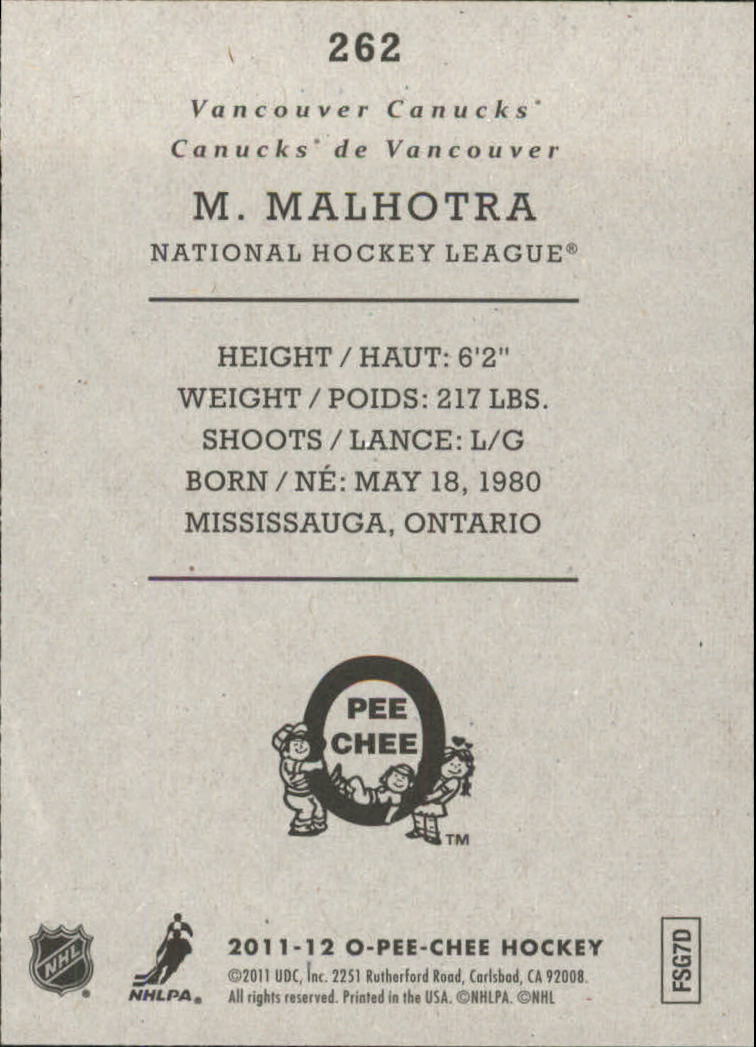 262
Vancouver Canucks*
Canucks* de Vancouver
M. MALHOTRA
NATIONAL HOCKEY LEAGUE®
HEIGHT / HAUT: 6'2"
WEIGHT / POIDS: 217 LBS.
SHOOTS / LANCE: L/G
BORN / NÉ: MAY 18, 1980
MISSISSAUGA, ONTARIO
O
PEE
CHEE
TM
NHL
®
NHLPA®
2011-12 O-PEE-CHEE HOCKEY
©2011 UDC, Inc. 2251 Rutherford Road, Carlsbad, CA 92008.
All rights reserved. Printed in the USA. ©NHLPA. ©NHL
FSG7D